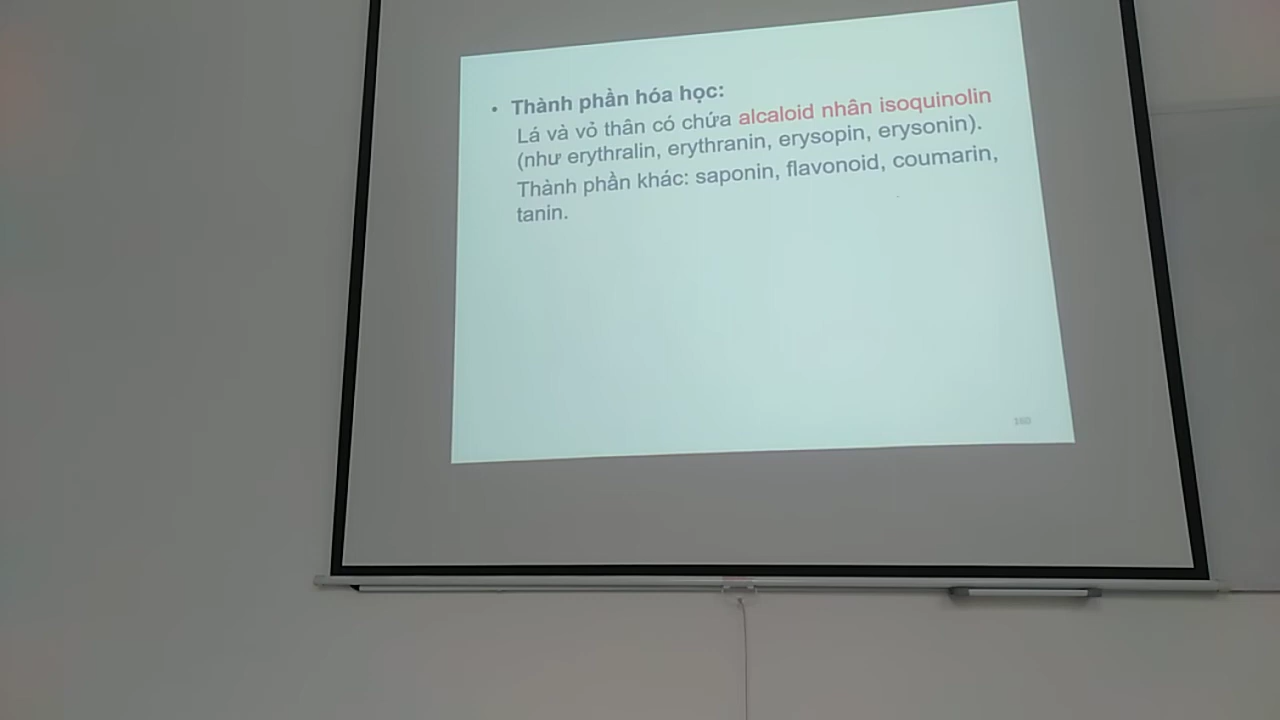 • Thành phần hóa học:
Lá và vỏ thân có chứa alcaloid nhân isoquinolin
(như erythralin, erythranin, erysopin, erysonin).
Thành phần khác: saponin, flavonoid, coumarin,
tanin.
160